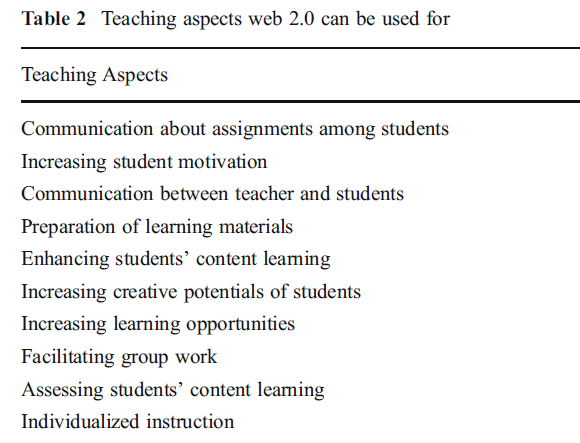 Table 2 Teaching aspects web 2.0 can be used for
Teaching Aspects
Communication about assignments among students
Increasing student motivation
Communication between teacher and students
Preparation of learning materials
Enhancing students’ content learning
Increasing creative potentials of students
Increasing learning opportunities
Facilitating group work
Assessing students’ content learning
Individualized instruction